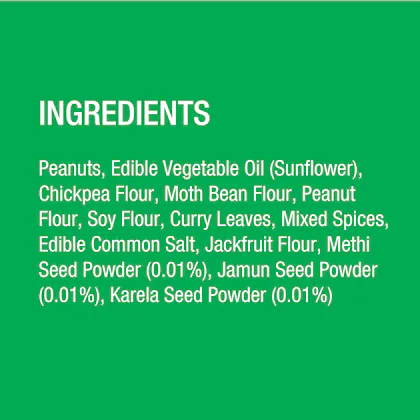 INGREDIENTS
Peanuts, Edible Vegetable Oil (Sunflower),
Chickpea Flour, Moth Bean Flour, Peanut
Flour, Soy Flour, Curry Leaves, Mixed Spices,
Edible Common Salt, Jackfruit Flour, Methi
Seed Powder (0.01%), Jamun Seed Powder
(0.01%), Karela Seed Powder (0.01%)